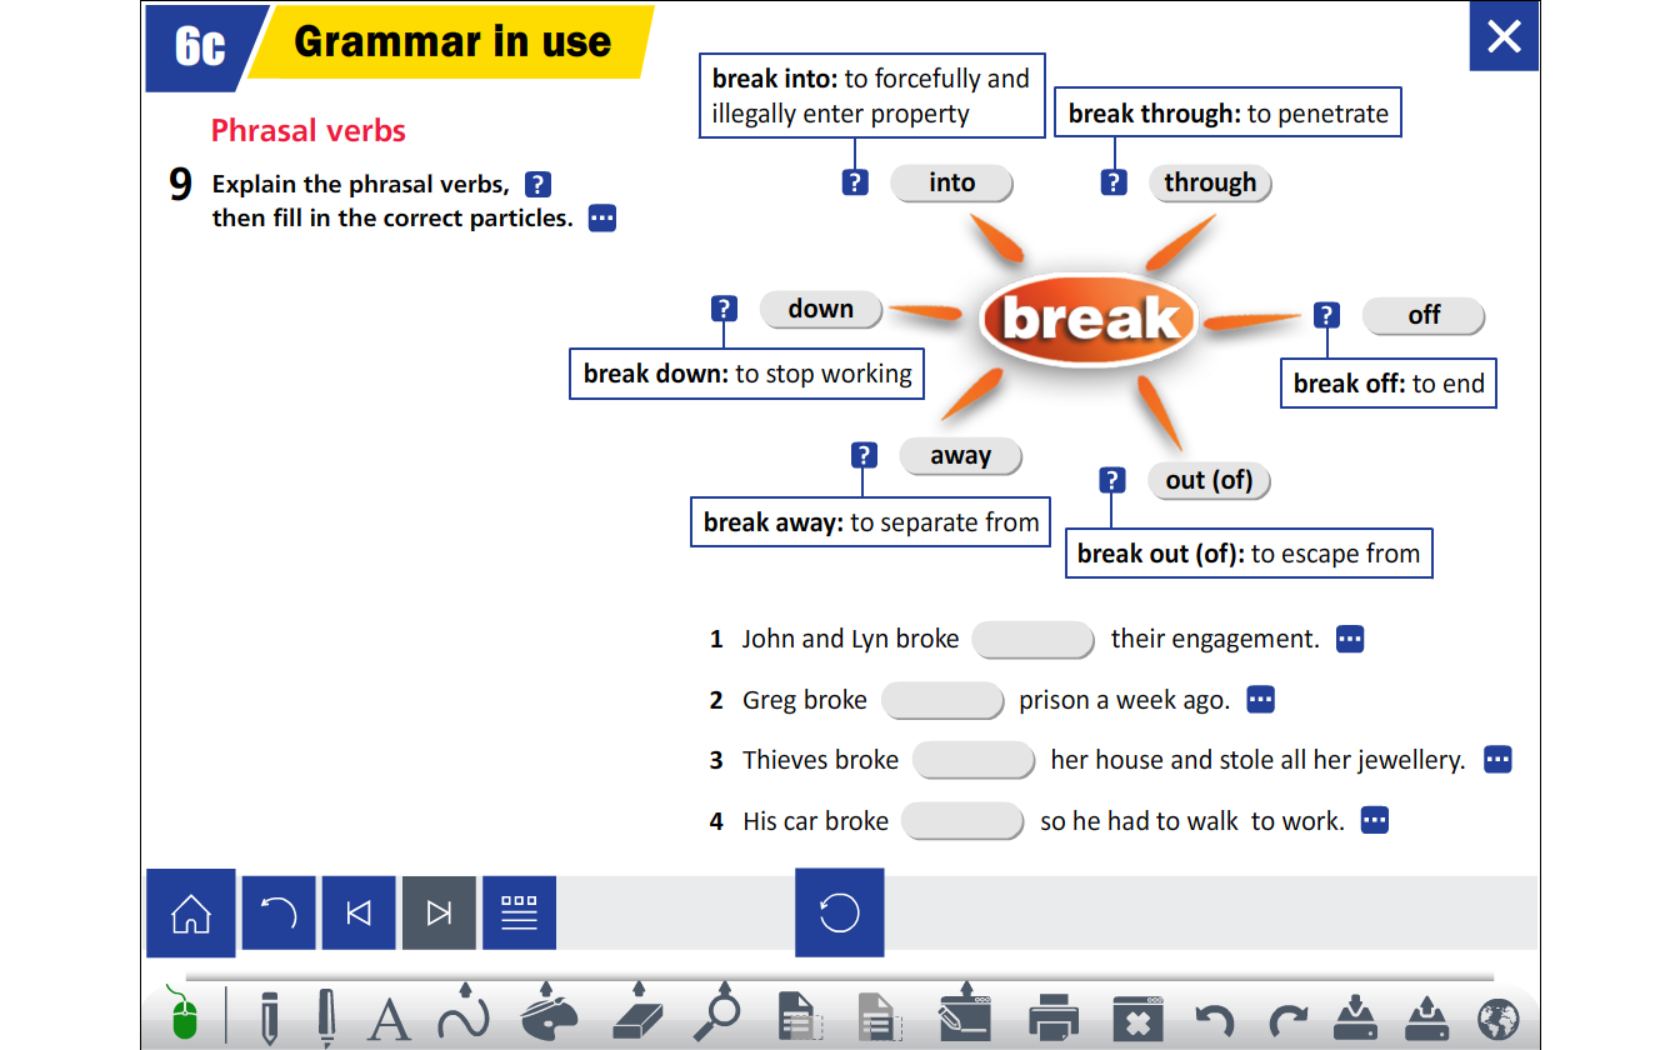 6c Grammar in use
Phrasal verbs
9 Explain the phrasal verbs, ?
then fill in the correct particles. ...
break into: to forcefully and
illegally enter property
break through: to penetrate
? into
? through
break
? down
? off
break down: to stop working
break off: to end
? away
? out (of)
break away: to separate from
break out (of): to escape from
1 John and Lyn broke their engagement. ...
2 Greg broke prison a week ago. ...
3 Thieves broke her house and stole all her jewellery. ...
4 His car broke so he had to walk to work. ...
A